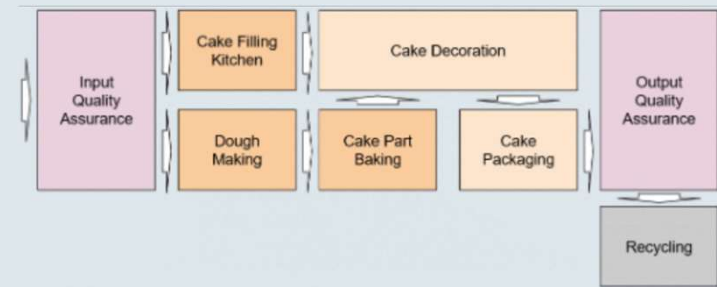 Input
Quality
Assurance
Cake Filling
Kitchen
Cake Decoration
Output
Quality
Assurance
Dough
Making
Cake Part
Baking
Cake
Packaging
Recycling